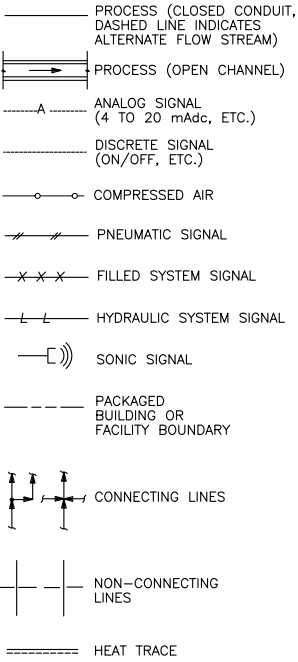 PROCESS (CLOSED CONDUIT,
DASHED LINE INDICATES
ALTERNATE FLOW STREAM)
PROCESS (OPEN CHANNEL)
A
ANALOG SIGNAL
(4 TO 20 mAdc, ETC.)
DISCRETE SIGNAL
(ON/OFF, ETC.)
COMPRESSED AIR
PNEUMATIC SIGNAL
X X X
FILLED SYSTEM SIGNAL
L L
HYDRAULIC SYSTEM SIGNAL
SONIC SIGNAL
PACKAGED
BUILDING OR
FACILITY BOUNDARY
CONNECTING LINES
NON-CONNECTING
LINES
HEAT TRACE